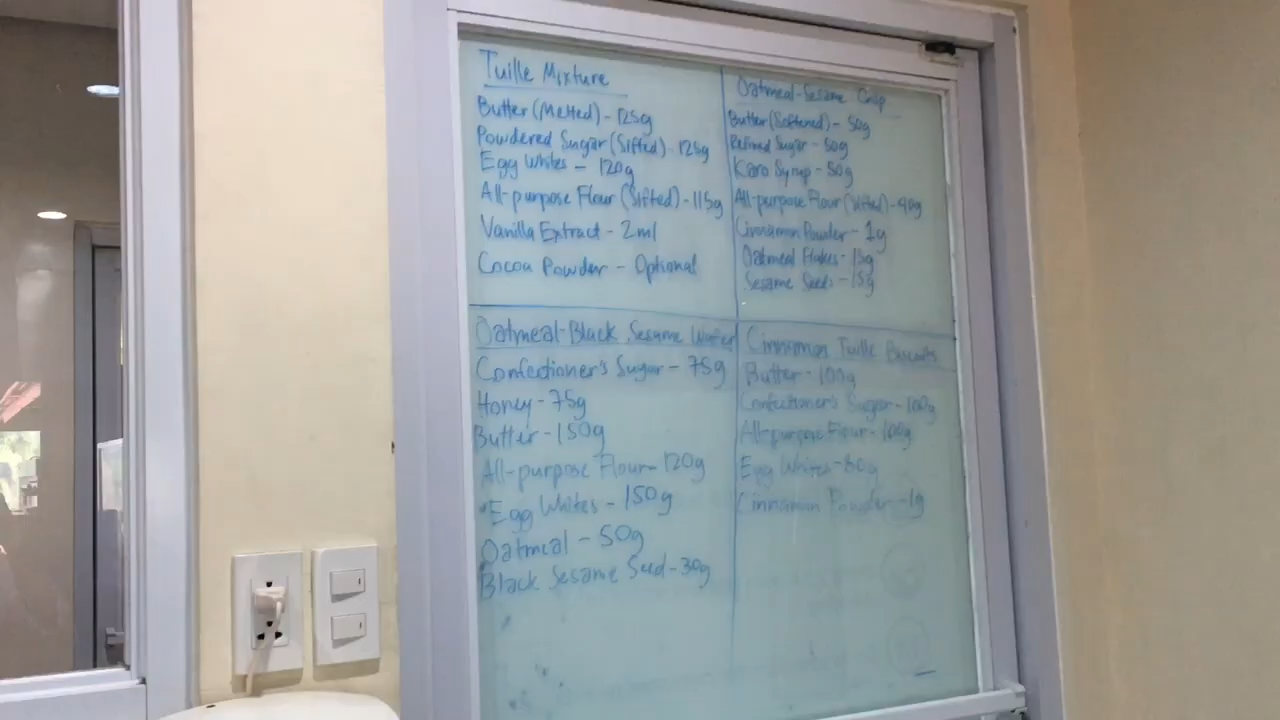 Tuille Mixture
Butter (Melted) - 125g
Powdered Sugar (Sifted) - 125g
Egg Whites - 120g
All-purpose Flour (Sifted) - 115g
Vanilla Extract - 2ml
Cocoa Powder - Optional
Oatmeal-Sesame Crisp
Butter (Softened) - 50g
Refined Sugar - 50g
Karo Syrup - 50g
All-purpose Flour (Sifted) - 40g
Cinnamon Powder - 1g
Oatmeal Flakes - 15g
Sesame Seeds - 15g
Oatmeal-Black Sesame Wafer
Confectioner's Sugar - 75g
Honey - 75g
Butter - 150g
All-purpose Flour - 120g
Egg Whites - 150g
Oatmeal - 50g
Black Sesame Seed - 30g
Cinnamon Tuille Biscuits
Butter - 100g
Confectioner's Sugar - 100g
All-purpose Flour - 100g
Egg Whites - 80g
Cinnamon Powder - 1g